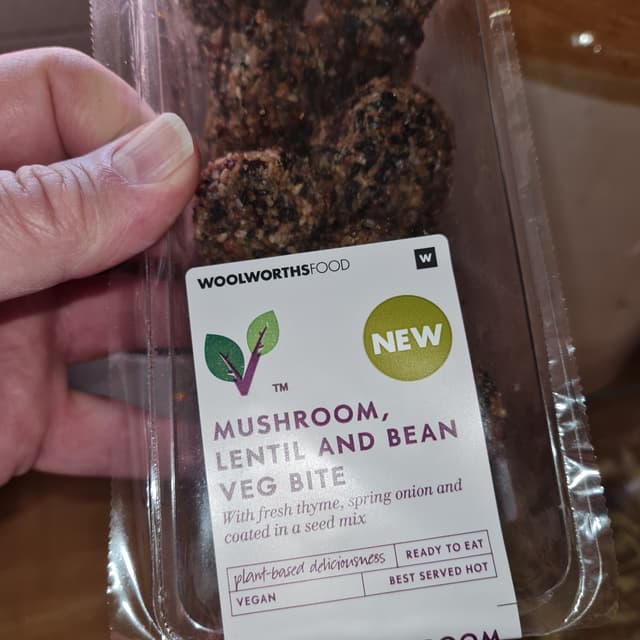 WOOLWORTHSFOOD
W
NEW
TM
MUSHROOM,
LENTIL AND BEAN
VEG BITE
With fresh thyme, spring onion and
coated in a seed mix
plant-based deliciousness
READY TO EAT
VEGAN
BEST SERVED HOT